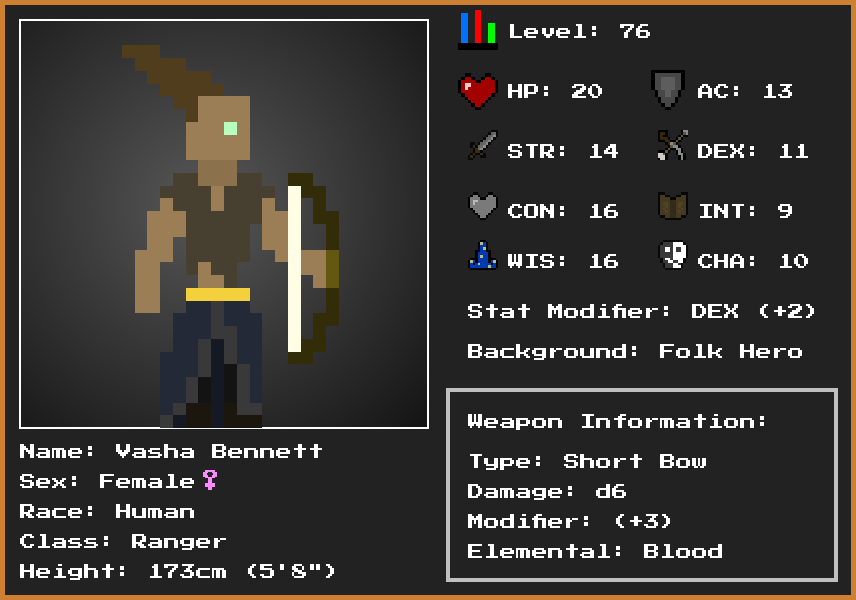 Level: 76
HP: 20 AC: 13
STR: 14 DEX: 11
CON: 16 INT: 9
WIS: 16 CHA: 10
Stat Modifier: DEX (+2)
Background: Folk Hero
Weapon Information:
Type: Short Bow
Damage: d6
Modifier: (+3)
Elemental: Blood
Name: Vasha Bennett
Sex: Female♀
Race: Human
Class: Ranger
Height: 173cm (5'8")